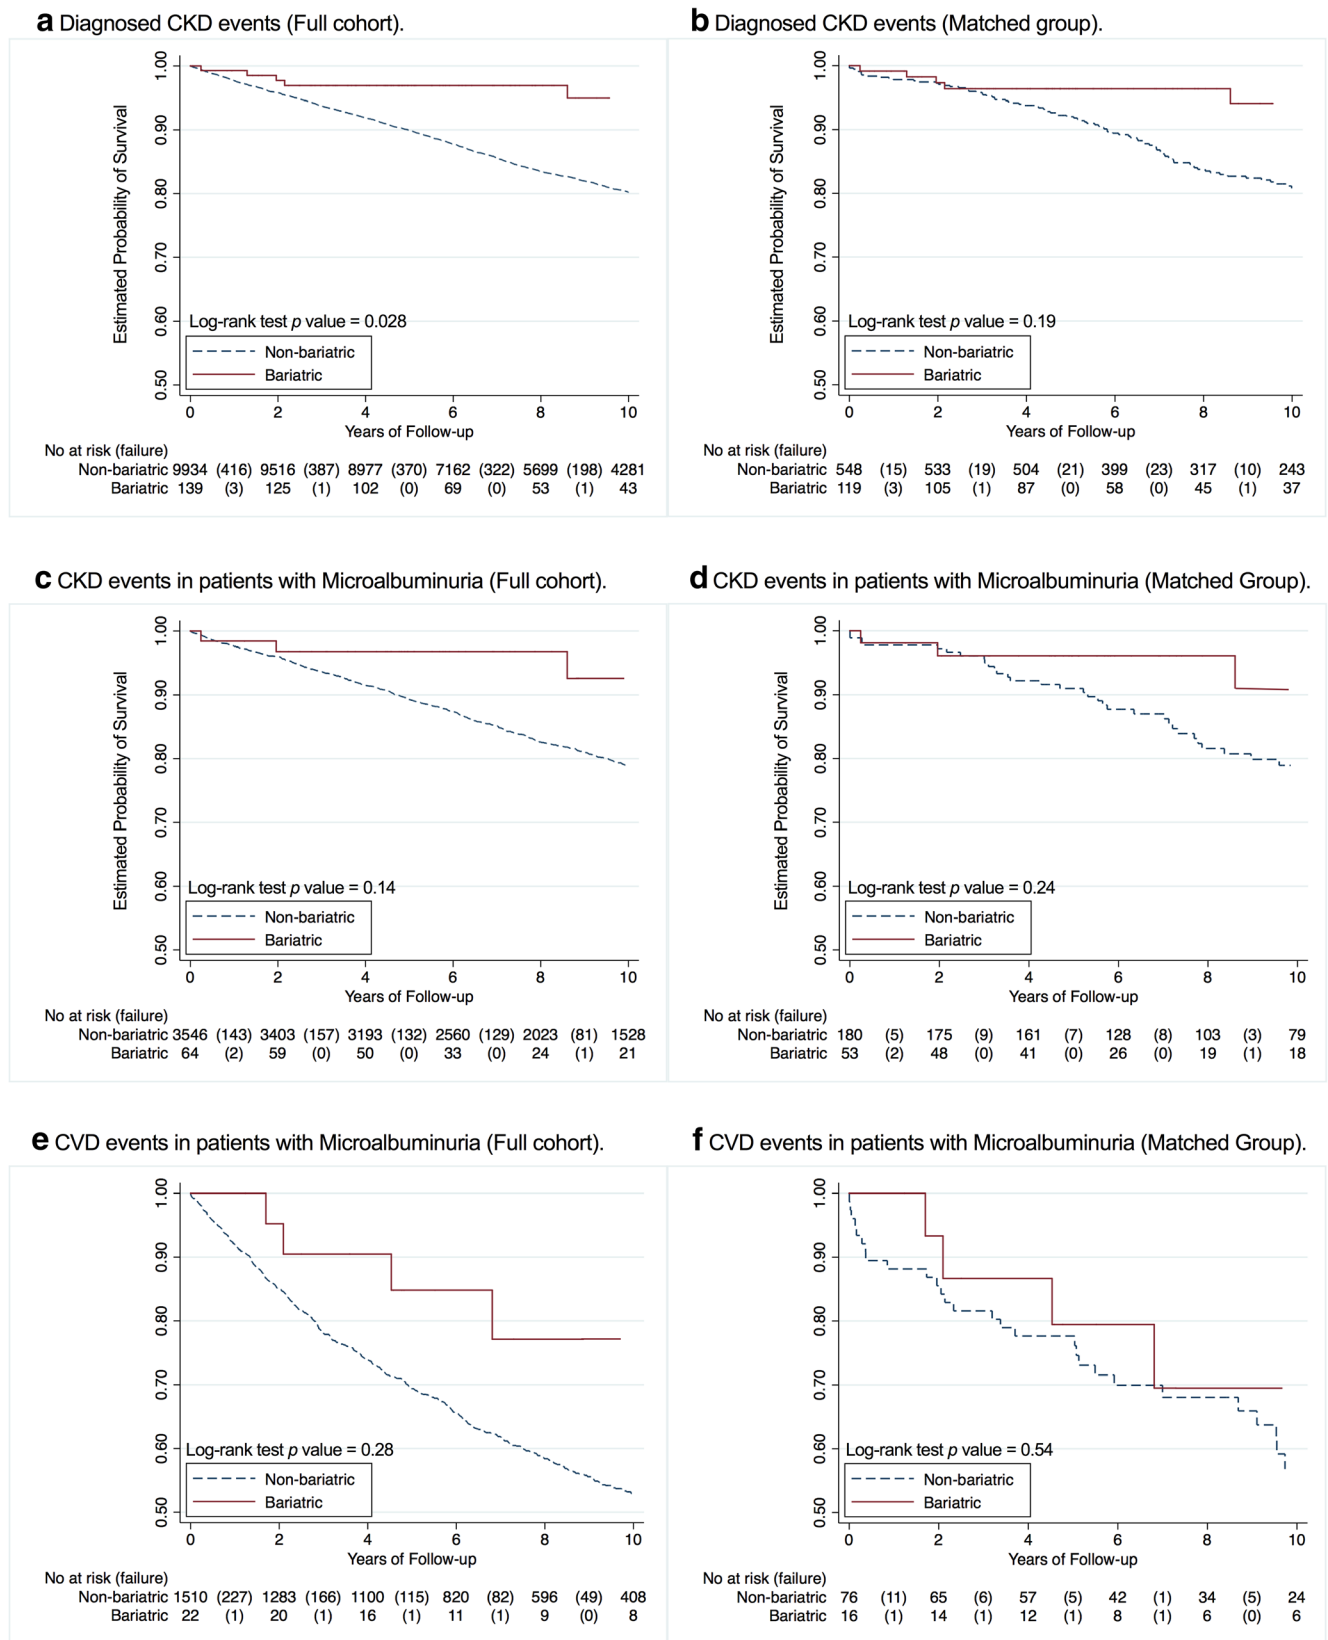 a Diagnosed CKD events (Full cohort).
Estimated Probability of Survival
1.00
0.90
0.80
0.70
0.60
0.50
Log-rank test p value = 0.028
Non-bariatric
Bariatric
0 2 4 6 8 10
Years of Follow-up
No at risk (failure)
Non-bariatric 9934 (416) 9516 (387) 8977 (370) 7162 (322) 5699 (198) 4281
Bariatric 139 (3) 125 (1) 102 (0) 69 (0) 53 (1) 43
b Diagnosed CKD events (Matched group).
Estimated Probability of Survival
1.00
0.90
0.80
0.70
0.60
0.50
Log-rank test p value = 0.19
Non-bariatric
Bariatric
0 2 4 6 8 10
Years of Follow-up
No at risk (failure)
Non-bariatric 548 (15) 533 (19) 504 (21) 399 (23) 317 (10) 243
Bariatric 119 (3) 105 (1) 87 (0) 58 (0) 45 (1) 37
c CKD events in patients with Microalbuminuria (Full cohort).
Estimated Probability of Survival
1.00
0.90
0.80
0.70
0.60
0.50
Log-rank test p value = 0.14
Non-bariatric
Bariatric
0 2 4 6 8 10
Years of Follow-up
No at risk (failure)
Non-bariatric 3546 (143) 3403 (157) 3193 (132) 2560 (129) 2023 (81) 1528
Bariatric 64 (2) 59 (0) 50 (0) 33 (0) 24 (1) 21
d CKD events in patients with Microalbuminuria (Matched Group).
Estimated Probability of Survival
1.00
0.90
0.80
0.70
0.60
0.50
Log-rank test p value = 0.24
Non-bariatric
Bariatric
0 2 4 6 8 10
Years of Follow-up
No at risk (failure)
Non-bariatric 180 (5) 175 (9) 161 (7) 128 (8) 103 (3) 79
Bariatric 53 (2) 48 (0) 41 (0) 26 (0) 19 (1) 18
e CVD events in patients with Microalbuminuria (Full cohort).
1.00
0.90
0.80
0.70
0.60
0.50
Log-rank test p value = 0.28
Non-bariatric
Bariatric
0 2 4 6 8 10
Years of Follow-up
No at risk (failure)
Non-bariatric 1510 (227) 1283 (166) 1100 (115) 820 (82) 596 (49) 408
Bariatric 22 (1) 20 (1) 16 (1) 11 (1) 9 (0) 8
f CVD events in patients with Microalbuminuria (Matched Group).
1.00
0.90
0.80
0.70
0.60
0.50
Log-rank test p value = 0.54
Non-bariatric
Bariatric
0 2 4 6 8 10
Years of Follow-up
No at risk (failure)
Non-bariatric 76 (11) 65 (6) 57 (5) 42 (1) 34 (5) 24
Bariatric 16 (1) 14 (1) 12 (1) 8 (1) 6 (0) 6